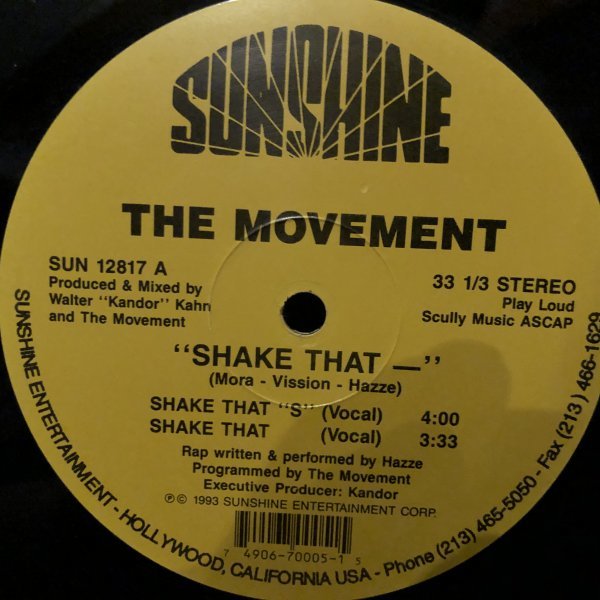 SUNSHINE
THE MOVEMENT
SUN 12817 A
Produced & Mixed by
Walter "Kandor" Kahn
and The Movement
33 1/3 STEREO
Play Loud
Scully Music ASCAP
"SHAKE THAT —"
(Mora - Vission - Hazze)
SHAKE THAT "S" (Vocal) 4:00
SHAKE THAT (Vocal) 3:33
Rap written & performed by Hazze
Programmed by The Movement
Executive Producer: Kandor
℗ © 1993 SUNSHINE ENTERTAINMENT CORP.
7 4906-70005-1 5
SUNSHINE ENTERTAINMENT - HOLLYWOOD, CALIFORNIA USA - Phone (213) 465-5050 - Fax (213) 466-1629